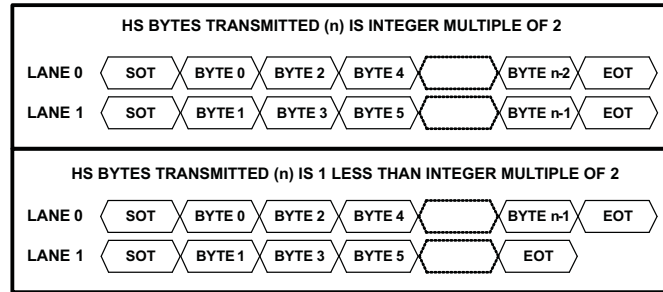 HS BYTES TRANSMITTED (n) IS INTEGER MULTIPLE OF 2
LANE 0 SOT BYTE 0 BYTE 2 BYTE 4 BYTE n-2 EOT
LANE 1 SOT BYTE 1 BYTE 3 BYTE 5 BYTE n-1 EOT
HS BYTES TRANSMITTED (n) IS 1 LESS THAN INTEGER MULTIPLE OF 2
LANE 0 SOT BYTE 0 BYTE 2 BYTE 4 BYTE n-1 EOT
LANE 1 SOT BYTE 1 BYTE 3 BYTE 5 EOT